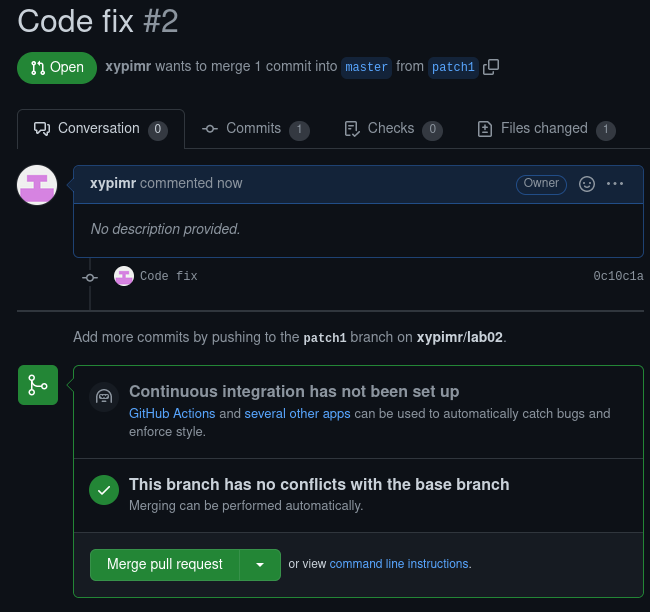 Code fix #2
Open xypimr wants to merge 1 commit into master from patch1
Conversation 0 Commits 1 Checks 0 Files changed 1
xypimr commented now Owner
No description provided.
Code fix 0c10c1a
Add more commits by pushing to the patch1 branch on xypimr/lab02.
Continuous integration has not been set up
GitHub Actions and several other apps can be used to automatically catch bugs and
enforce style.
This branch has no conflicts with the base branch
Merging can be performed automatically.
Merge pull request or view command line instructions.